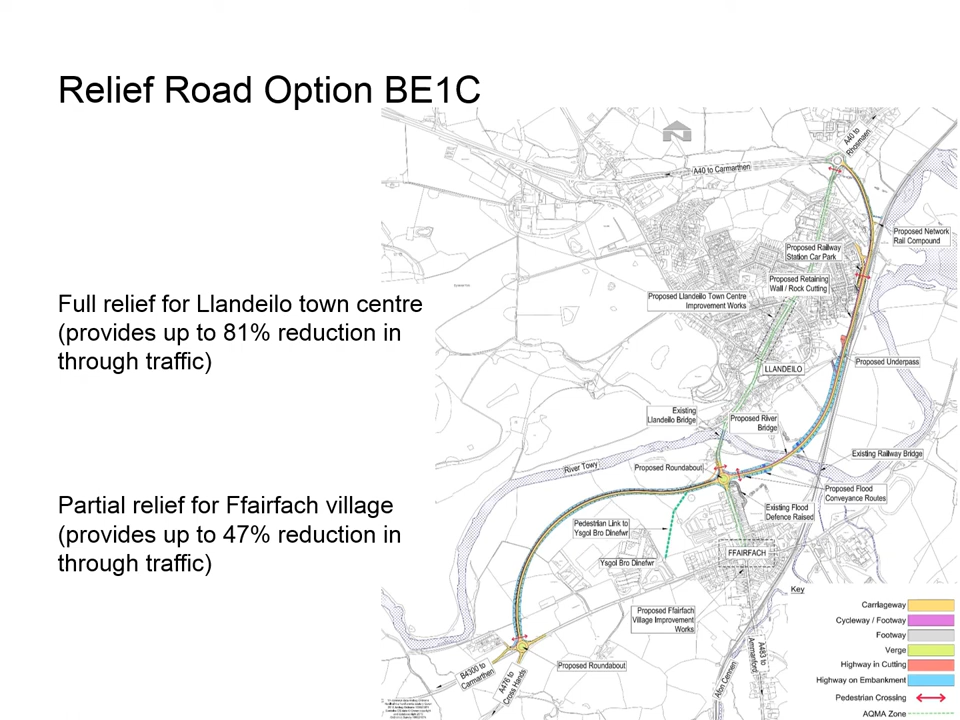 Relief Road Option BE1C
Full relief for Llandeilo town centre
(provides up to 81% reduction in
through traffic)
Partial relief for Ffairfach village
(provides up to 47% reduction in
through traffic)
A40 to
Rhosmaen
A40 to Carmarthen
Proposed Network
Rail Compound
Proposed Railway
Station Car Park
Proposed Retaining
Wall / Rock Cutting
Proposed Llandeilo Town Centre
Improvement Works
Proposed Underpass
LLANDEILO
Existing
Llandeilo Bridge
Proposed River
Bridge
Existing Railway Bridge
River Towy
Proposed Roundabout
Proposed Flood
Conveyance Routes
Existing Flood
Defence Raised
Pedestrian Link to
Ysgol Bro Dinefwr
FFAIRFACH
Ysgol Bro Dinefwr
Proposed Ffairfach
Village Improvement
Works
Proposed Roundabout
B4300 to
Carmarthen
A476 to
Cross Hands
Afon Cennen
A483 to
Ammanford
Key
Carriageway
Cycleway / Footway
Footway
Verge
Highway in Cutting
Highway on Embankment
Pedestrian Crossing
AQMA Zone